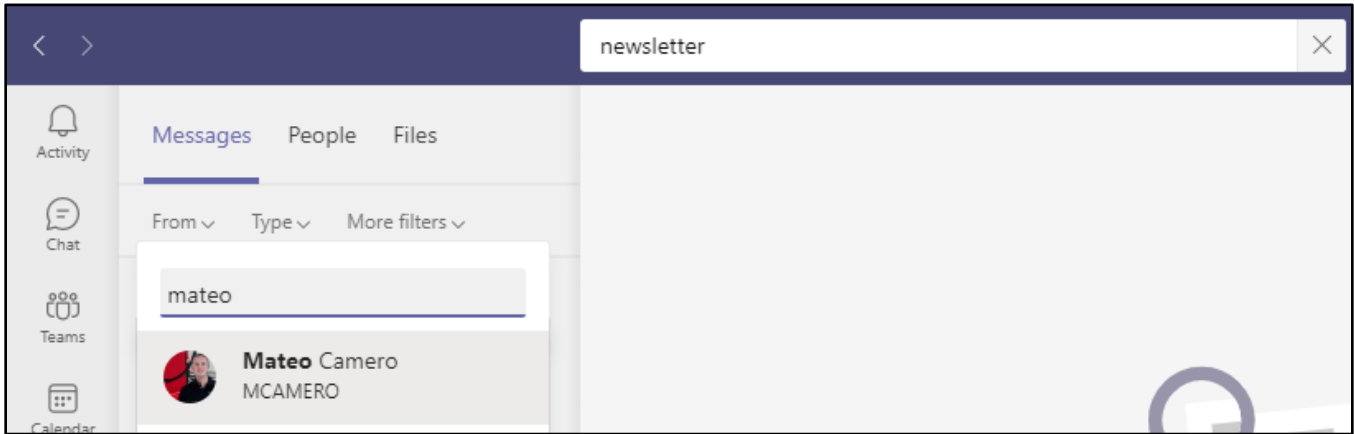 newsletter
Activity
Messages People Files
From Type More filters
Chat
mateo
Teams
Mateo Camero
MCAMERO
Calendar